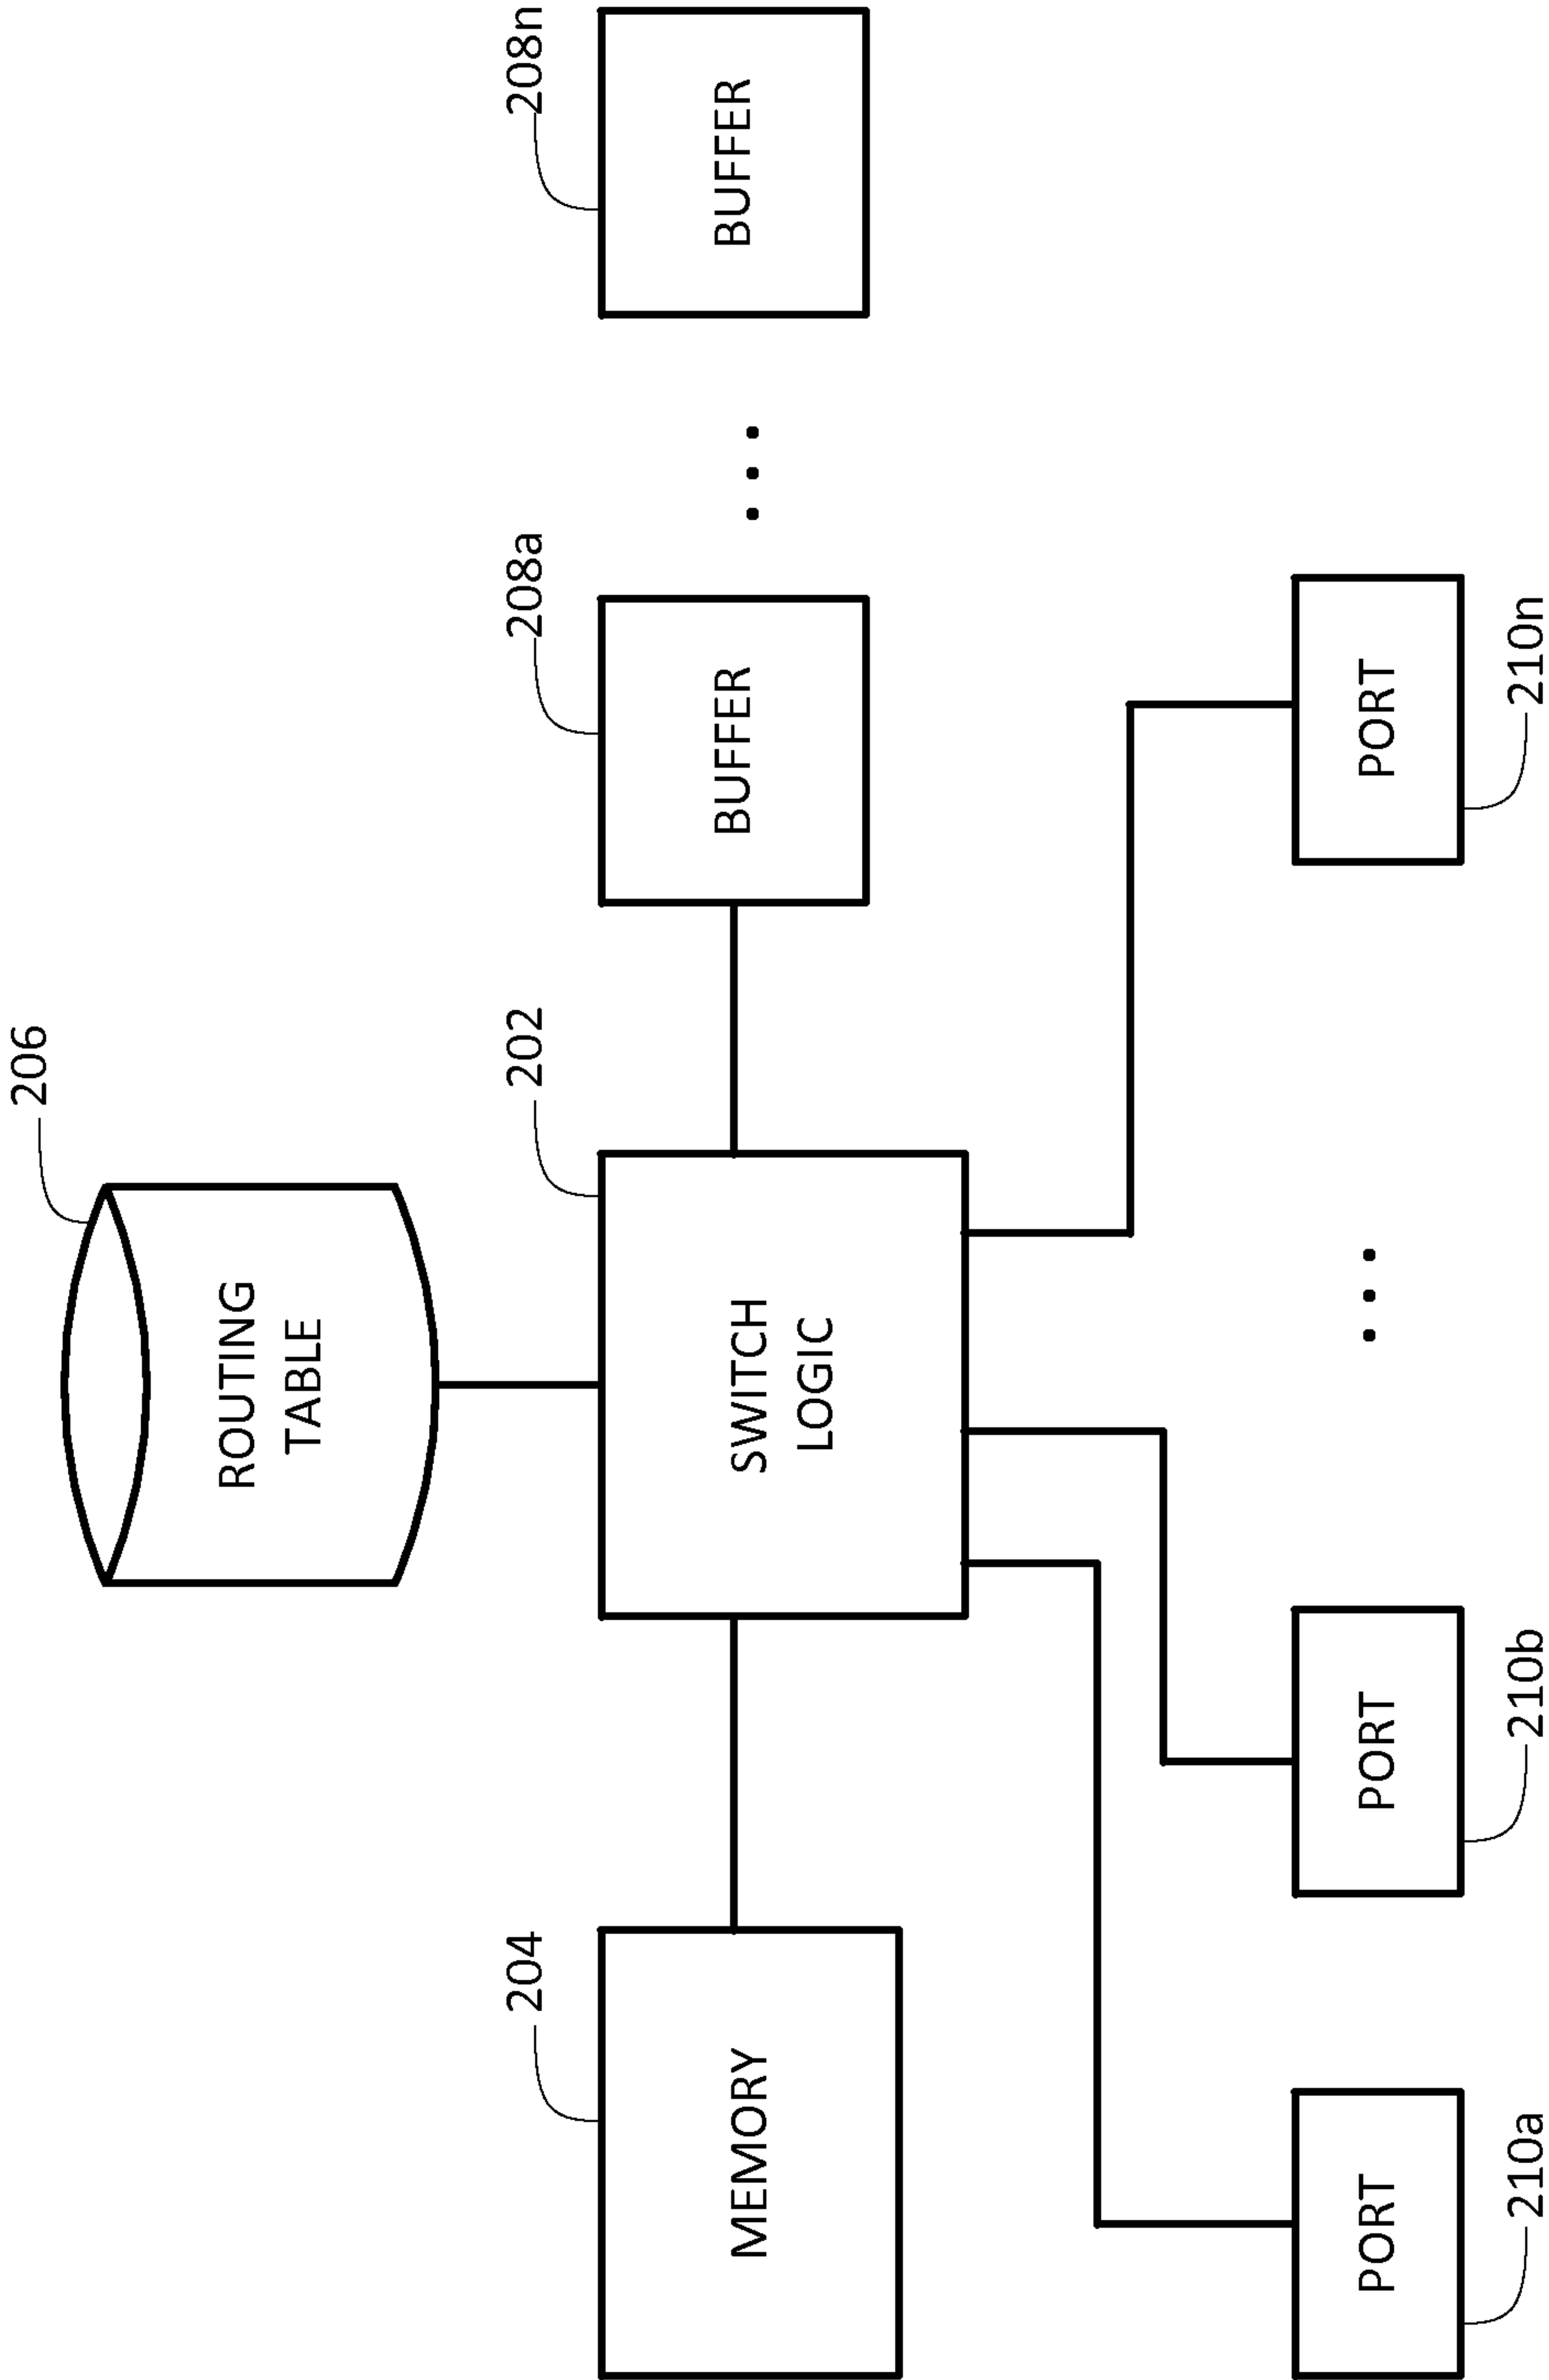 206
ROUTING
TABLE
204
202
208a
208n
MEMORY
SWITCH
LOGIC
BUFFER
...
BUFFER
PORT
PORT
...
PORT
210a
210b
210n